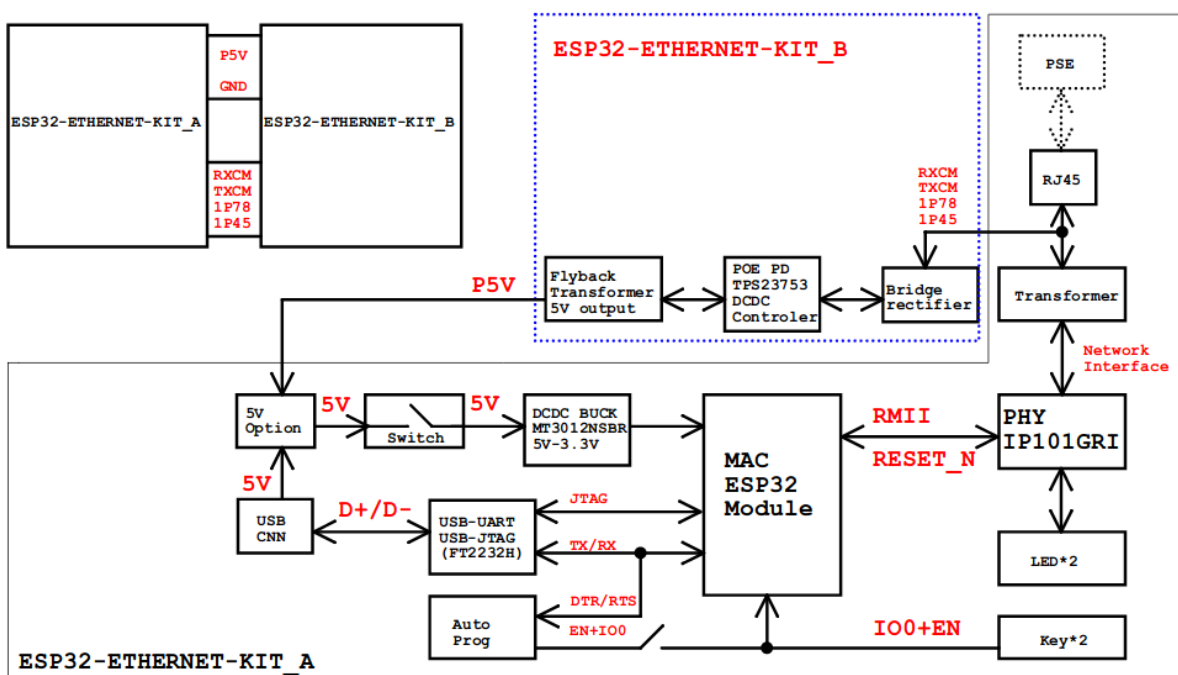 P5V
GND
ESP32-ETHERNET-KIT_A
ESP32-ETHERNET-KIT_B
RXCM
TXCM
1P78
1P45
ESP32-ETHERNET-KIT_B
PSE
RJ45
RXCM
TXCM
1P78
1P45
P5V
Flyback
Transformer
5V output
POE PD
TPS23753
DCDC
Controler
Bridge
rectifier
Transformer
Network
Interface
5V
Option
5V
Switch
5V
DCDC BUCK
MT3012NSBR
5V-3.3V
MAC
ESP32
Module
RMII
RESET_N
PHY
IP101GRI
5V
USB
CNN
D+/D-
USB-UART
USB-JTAG
(FT2232H)
JTAG
TX/RX
LED*2
DTR/RTS
EN+IO0
Auto
Prog
IO0+EN
Key*2
ESP32-ETHERNET-KIT_A